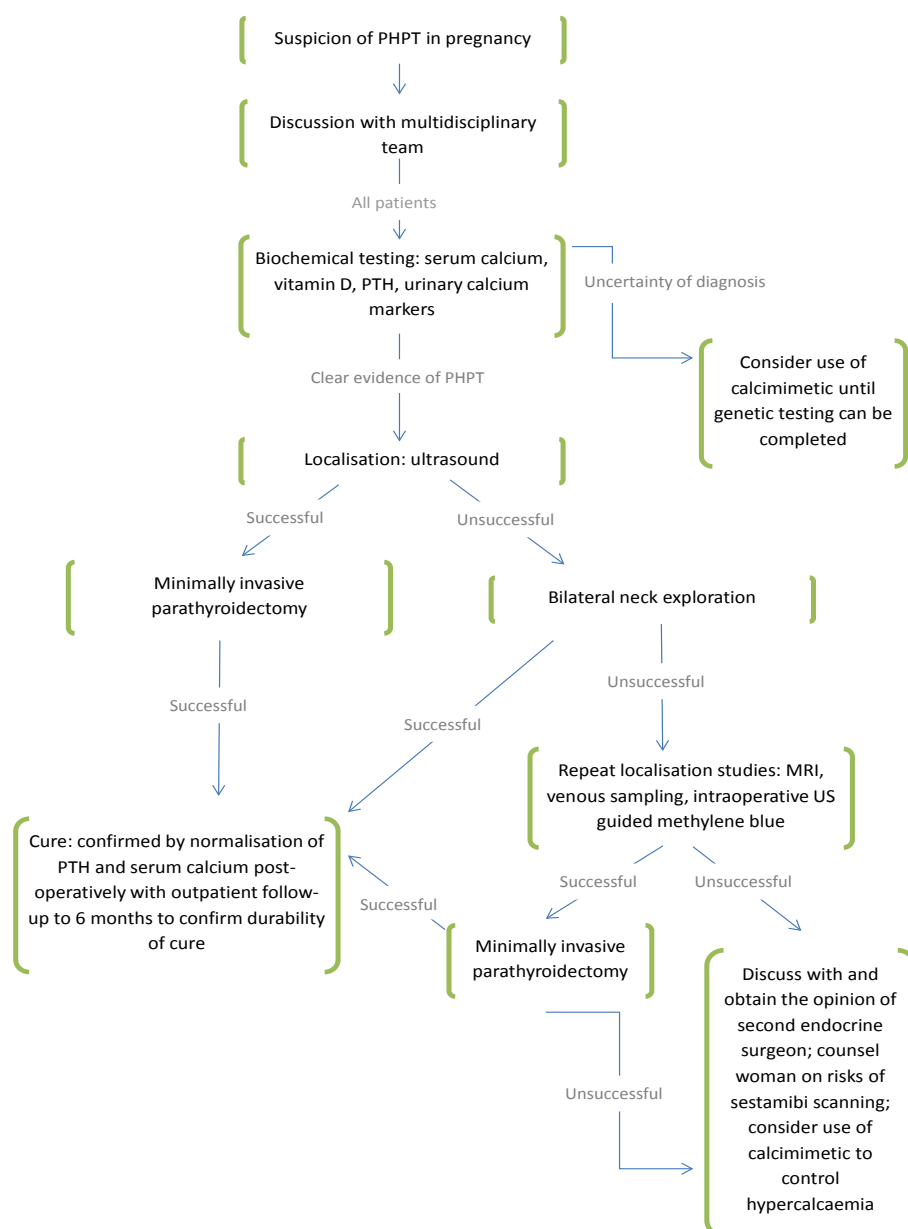 Suspicion of PHPT in pregnancy
Discussion with multidisciplinary
team
All patients
Biochemical testing: serum calcium,
vitamin D, PTH, urinary calcium
markers
Uncertainty of diagnosis
Clear evidence of PHPT
Consider use of
calcimimetic until
genetic testing can be
completed
Localisation: ultrasound
Successful
Unsuccessful
Minimally invasive
parathyroidectomy
Bilateral neck exploration
Successful
Successful
Unsuccessful
Repeat localisation studies: MRI,
venous sampling, intraoperative US
guided methylene blue
Cure: confirmed by normalisation of
PTH and serum calcium post-
operatively with outpatient follow-
up to 6 months to confirm durability
of cure
Successful
Unsuccessful
Successful
Minimally invasive
parathyroidectomy
Unsuccessful
Discuss with and
obtain the opinion of
second endocrine
surgeon; counsel
woman on risks of
sestamibi scanning;
consider use of
calcimimetic to
control
hypercalcaemia